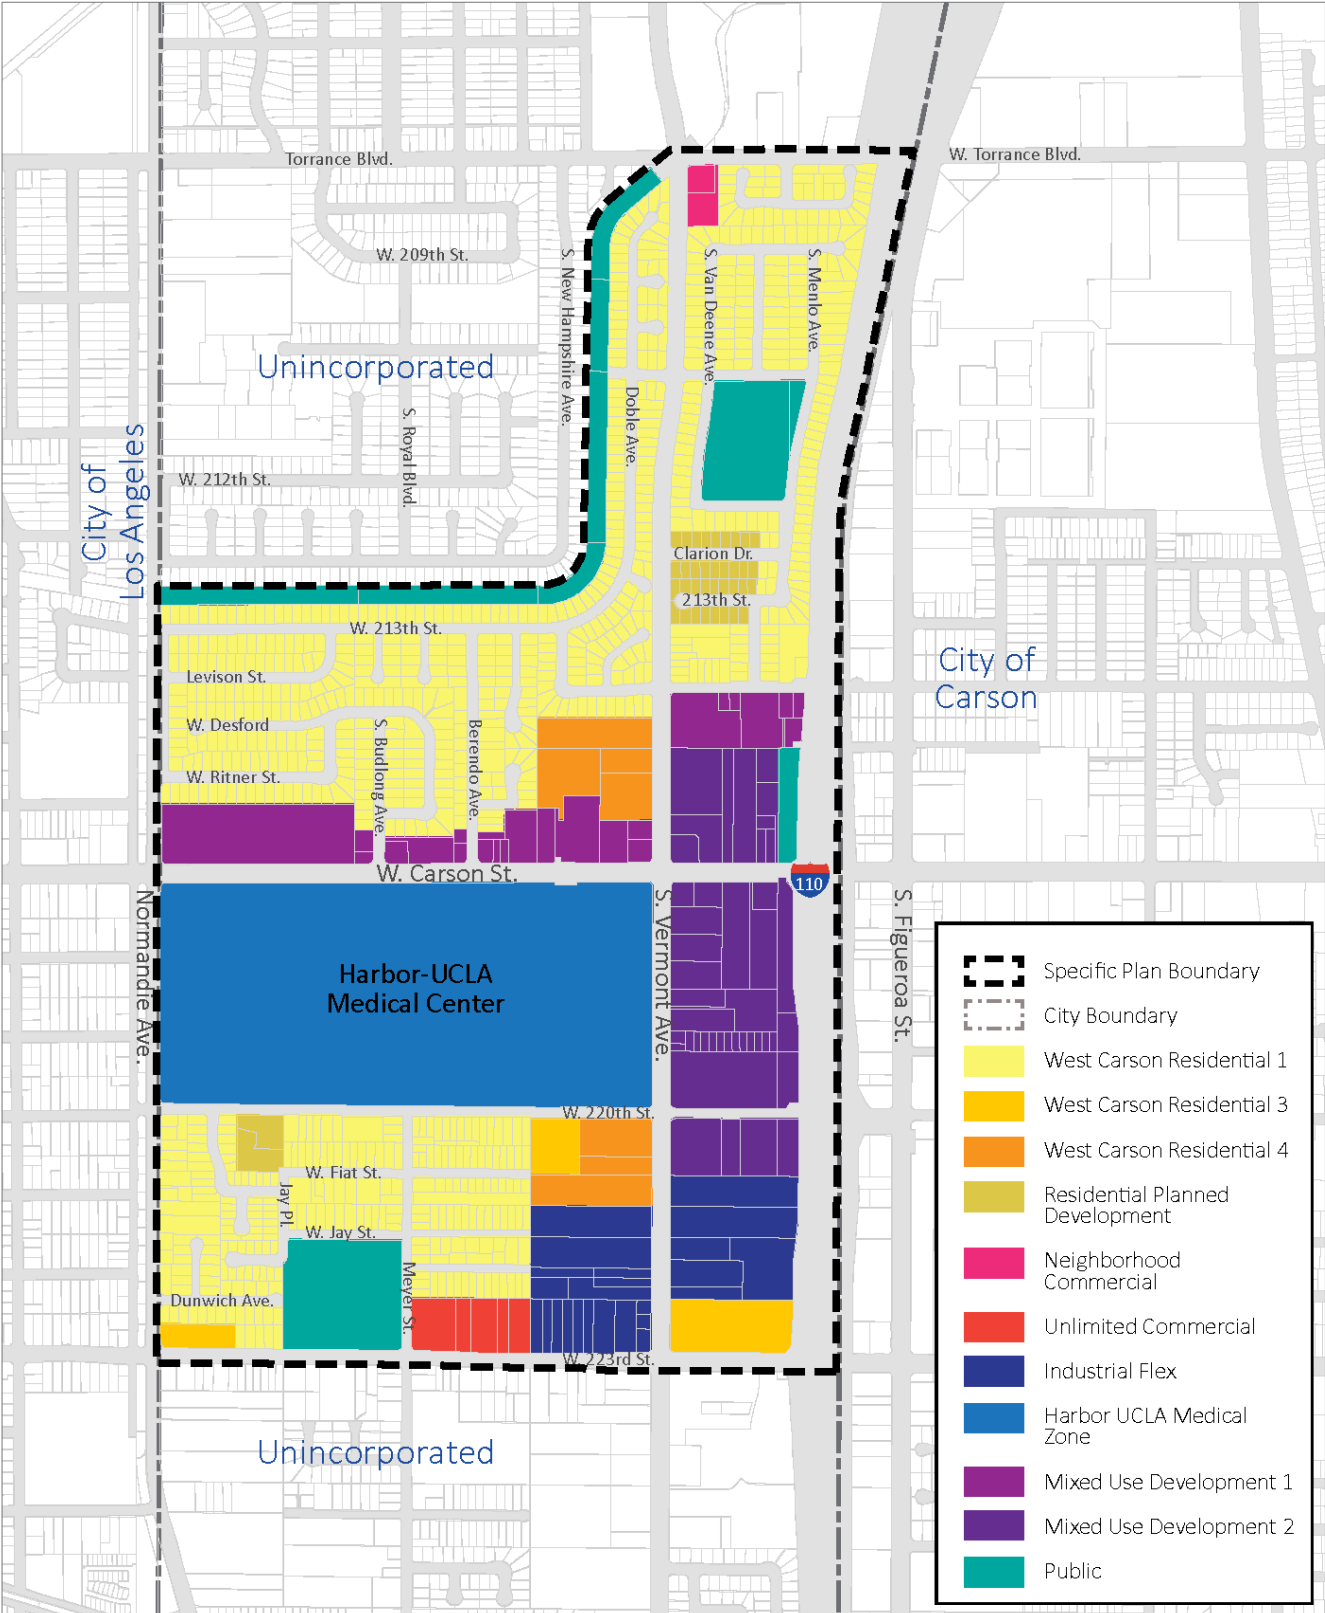 Torrance Blvd.
W. Torrance Blvd.
W. 209th St.
S. New Hampshire Ave.
S. Van Deene Ave.
S. Menlo Ave.
Unincorporated
Doble Ave.
S. Royal Blvd.
City of
Los Angeles
W. 212th St.
Clarion Dr.
213th St.
W. 213th St.
City of
Carson
Levison St.
W. Desford
S. Budlong Ave.
Berendo Ave.
W. Ritner St.
W. Carson St.
110
Normandie Ave.
S. Vermont Ave.
S. Figueroa St.
Harbor-UCLA
Medical Center
W. 220th St.
W. Fiat St.
Jay Pl.
W. Jay St.
Meyer St.
Dunwich Ave.
W. 223rd St.
Unincorporated
Specific Plan Boundary
City Boundary
West Carson Residential 1
West Carson Residential 3
West Carson Residential 4
Residential Planned
Development
Neighborhood
Commercial
Unlimited Commercial
Industrial Flex
Harbor UCLA Medical
Zone
Mixed Use Development 1
Mixed Use Development 2
Public